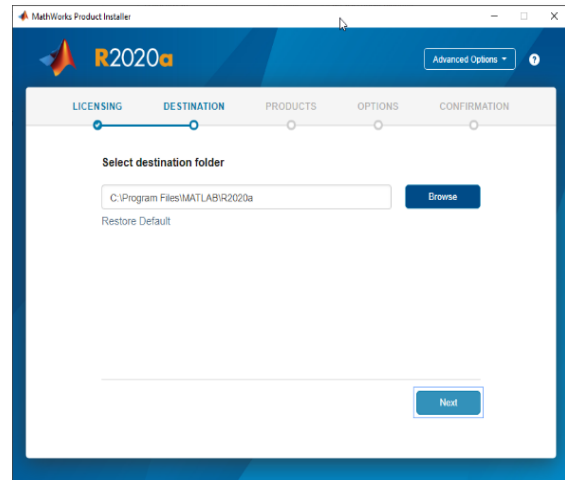 MathWorks Product Installer
R2020a
Advanced Options
?
LICENSING DESTINATION PRODUCTS OPTIONS CONFIRMATION
Select destination folder
C:\Program Files\MATLAB\R2020a
Browse
Restore Default
Next